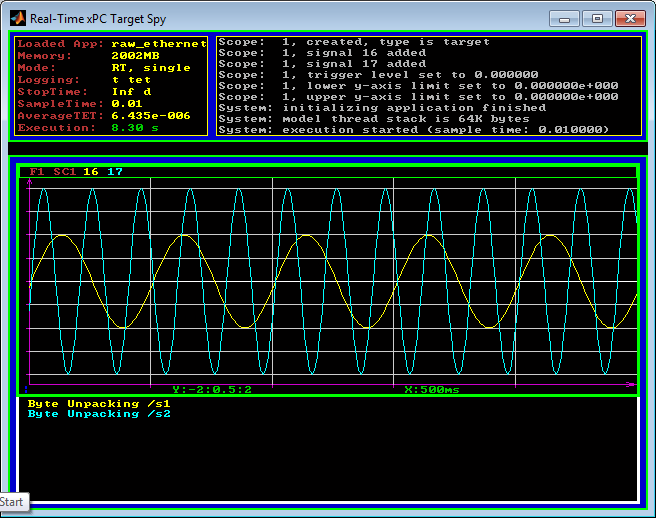 Real-Time xPC Target Spy
Loaded App: raw_ethernet
Memory: 2002MB
Mode: RT, single
Logging: t tet
StopTime: Inf d
SampleTime: 0.01
AverageTET: 6.435e-006
Execution: 8.30 s
Scope: 1, created, type is target
Scope: 1, signal 16 added
Scope: 1, signal 17 added
Scope: 1, trigger level set to 0.000000
Scope: 1, lower y-axis limit set to 0.000000e+000
Scope: 1, upper y-axis limit set to 0.000000e+000
System: initializing application finished
System: model thread stack is 64K bytes
System: execution started (sample time: 0.010000)
F1 SC1 16 17
Y:-2:0.5:2 X:500ms
Byte Unpacking /s1
Byte Unpacking /s2
Start